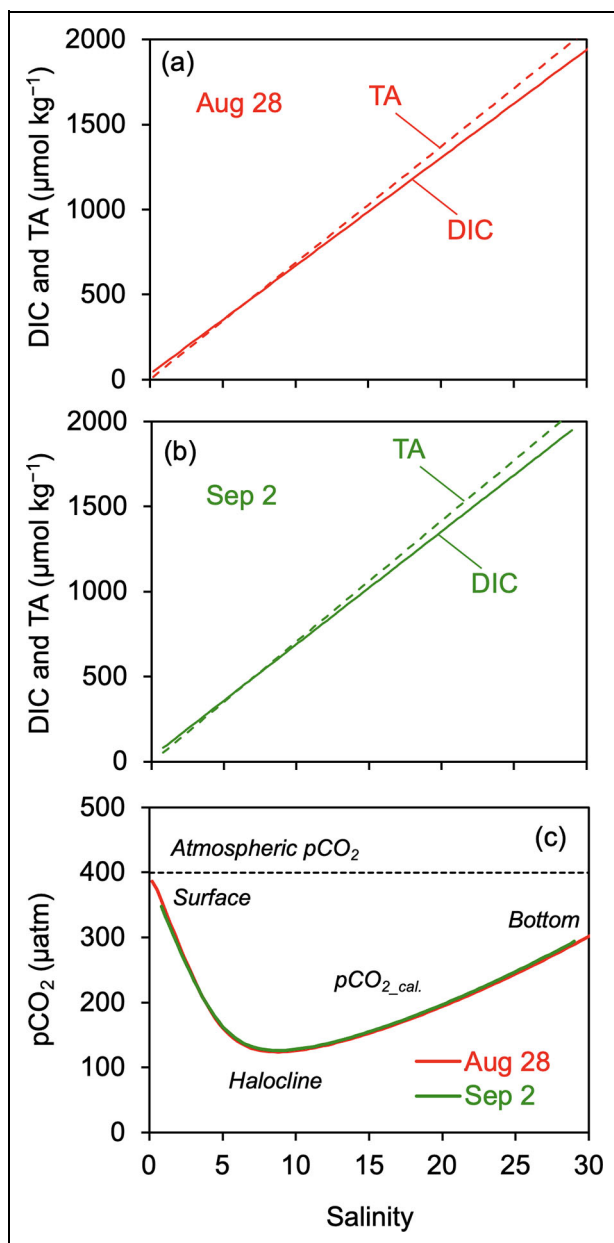 (a)
Aug 28
TA
DIC
DIC and TA (µmol kg⁻¹)
2000
1500
1000
500
0
(b)
Sep 2
TA
DIC
DIC and TA (µmol kg⁻¹)
2000
1500
1000
500
0
(c)
Atmospheric pCO₂
Surface
Bottom
pCO₂_cal.
Halocline
Aug 28
Sep 2
pCO₂ (µatm)
500
400
300
200
100
0
0 5 10 15 20 25 30
Salinity